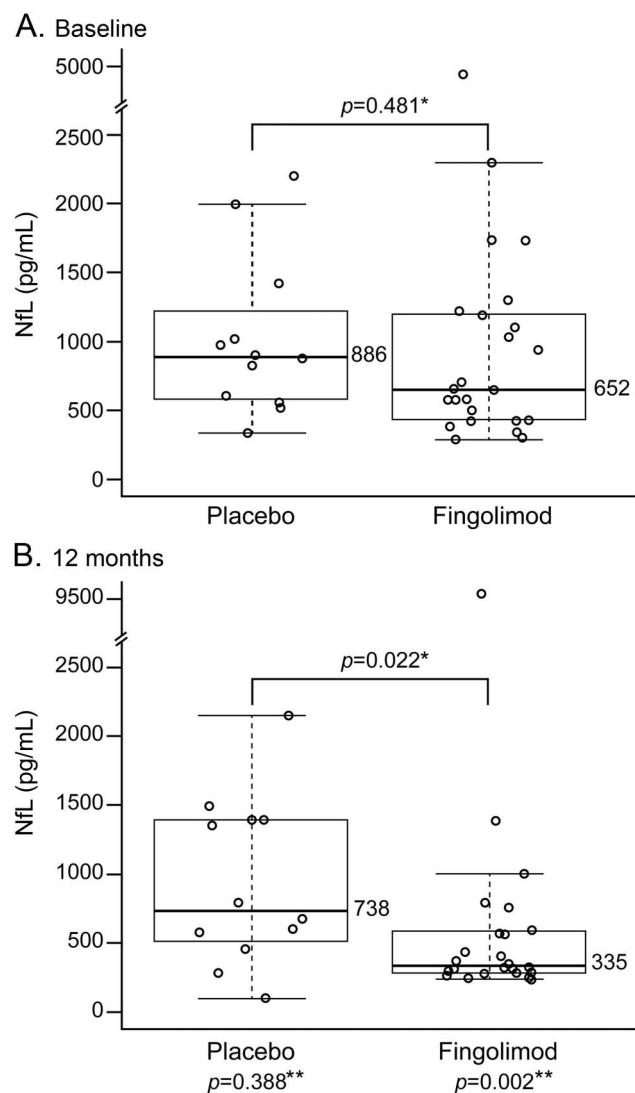 A. Baseline
5000
p=0.481*
2500
2000
1500
1000
500
0
NfL (pg/mL)
886
652
Placebo Fingolimod
B. 12 months
9500
p=0.022*
2500
2000
1500
1000
500
0
NfL (pg/mL)
738
335
Placebo Fingolimod
p=0.388** p=0.002**